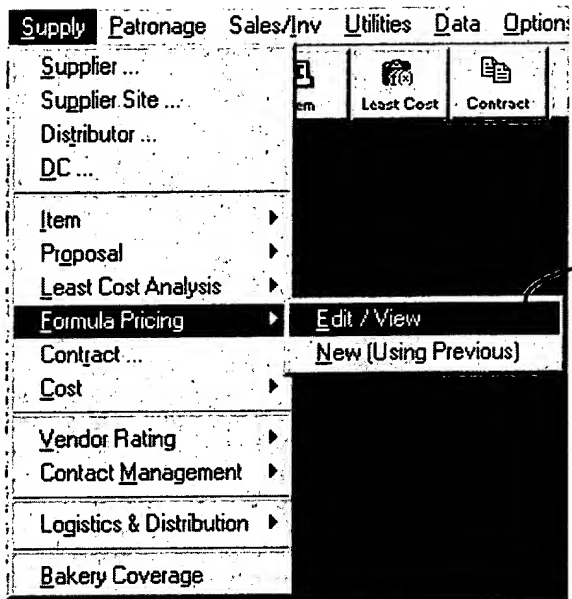 Supply Patronage Sales/Inv Utilities Data Options
Supplier ...
Supplier Site ...
Distributor ...
DC ...
em
Least Cost
Contract
Item
Proposal
Least Cost Analysis
Formula Pricing
Edit / View
New (Using Previous)
Contract ...
Cost
Vendor Rating
Contact Management
Logistics & Distribution
Bakery Coverage